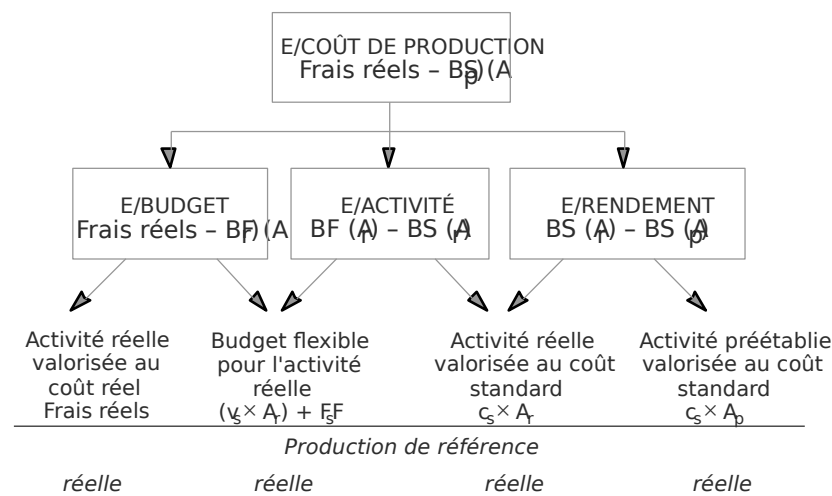 E/COÛT DE PRODUCTION
Frais réels – BS (Ap)
E/BUDGET
Frais réels – BF (Ar)
E/ACTIVITÉ
BF (Ar) – BS (Ar)
E/RENDEMENT
BS (Ar) – BS (Ap)
Activité réelle
valorisée au
coût réel
Frais réels
Budget flexible
pour l'activité
réelle
(vs × Ar) + FsF
Activité réelle
valorisée au coût
standard
cs × Ar
Activité préétablie
valorisée au coût
standard
cs × Ap
Production de référence
réelle réelle réelle réelle